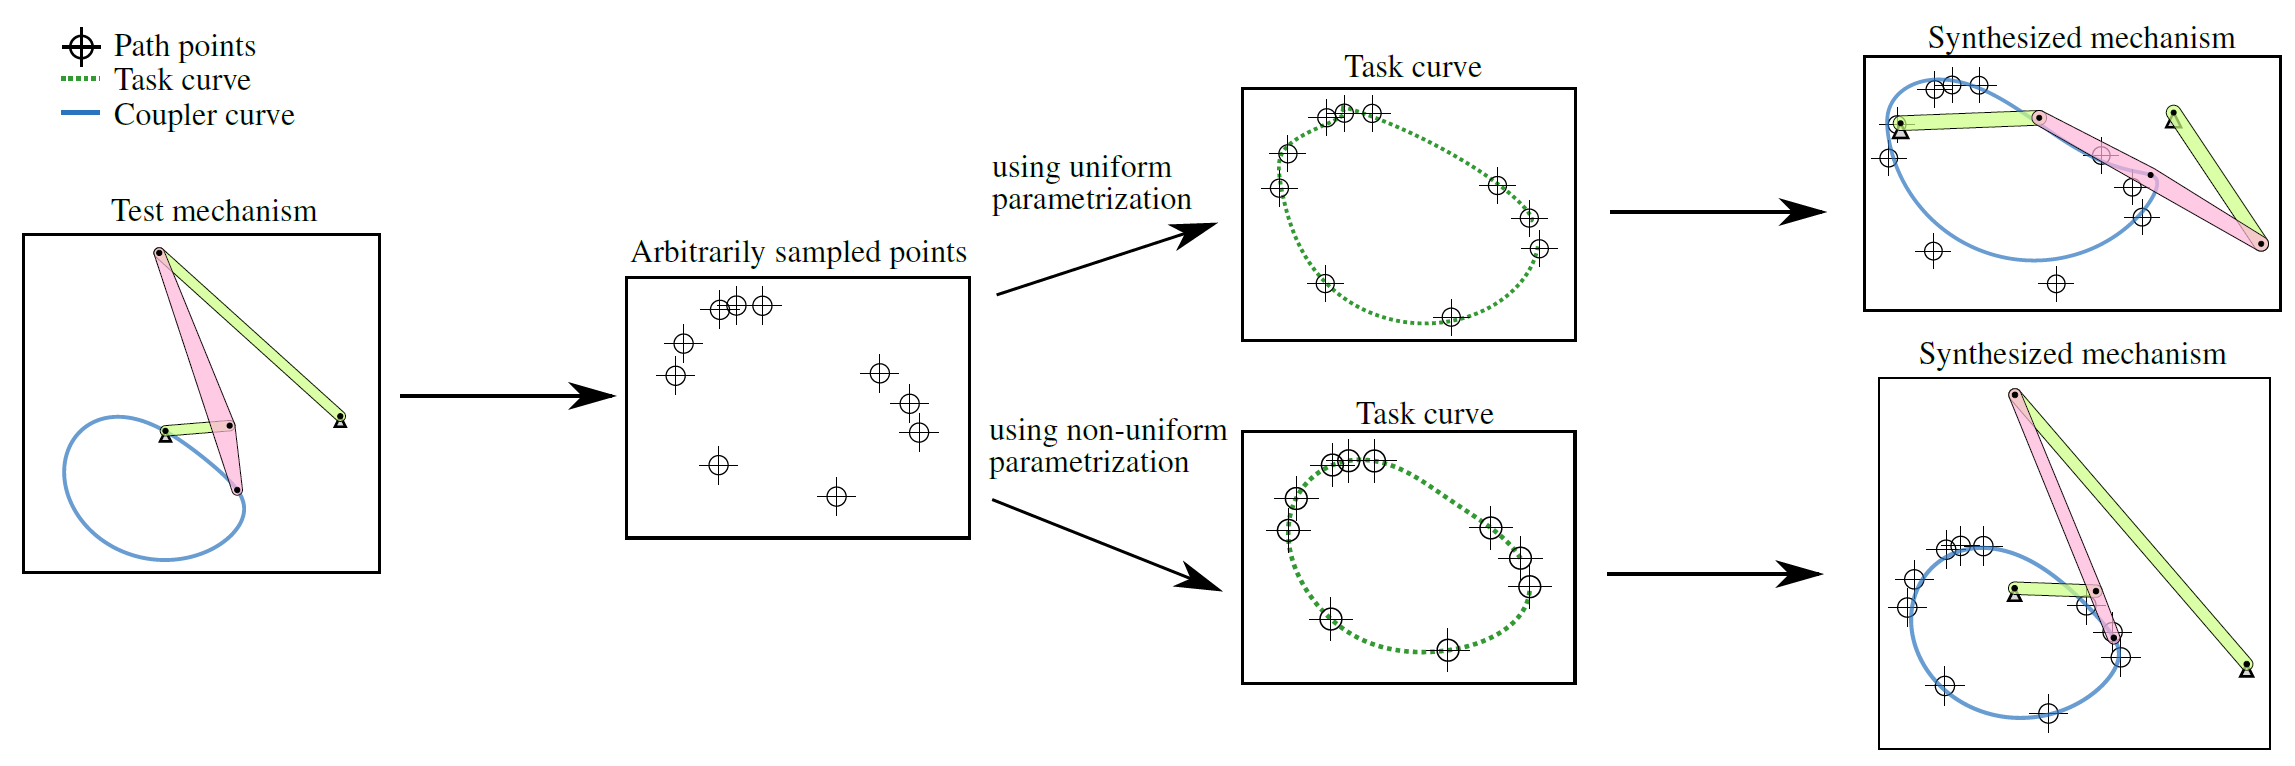 Path points
Task curve
Coupler curve
Test mechanism
Arbitrarily sampled points
using uniform
parametrization
Task curve
Synthesized mechanism
using non-uniform
parametrization
Task curve
Synthesized mechanism